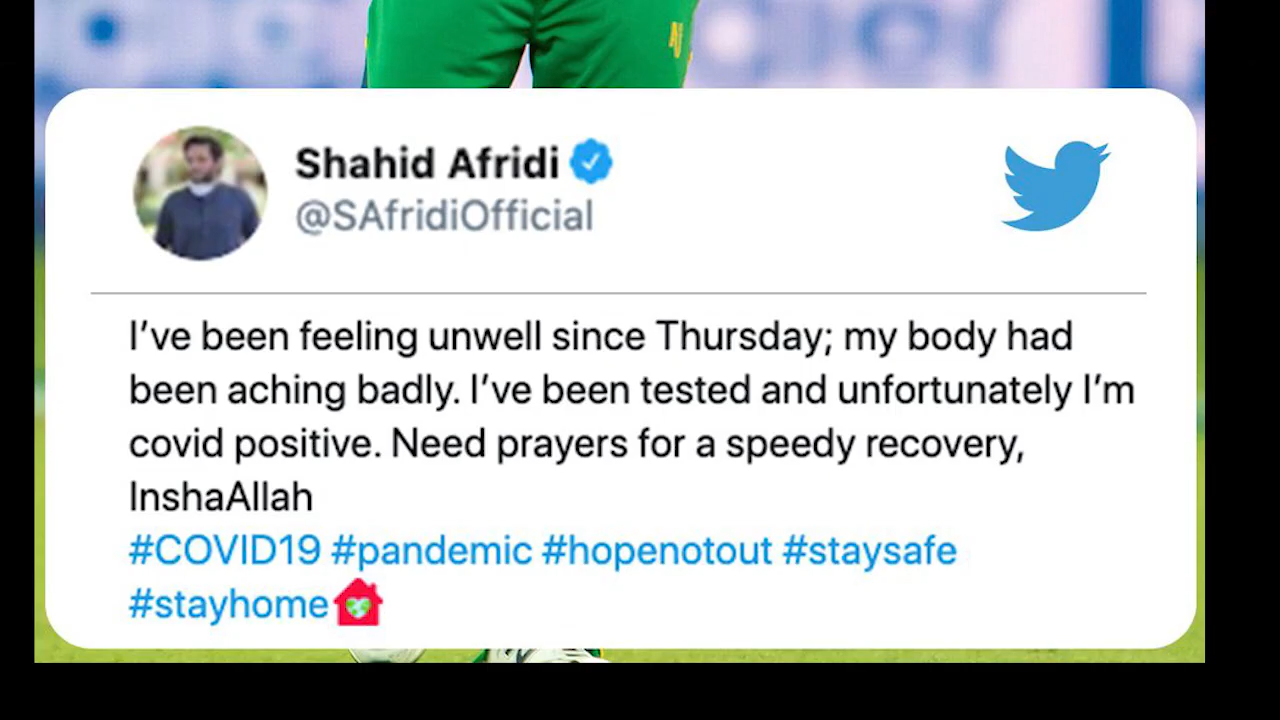 Shahid Afridi
@SAfridiOfficial
I’ve been feeling unwell since Thursday; my body had
been aching badly. I’ve been tested and unfortunately I’m
covid positive. Need prayers for a speedy recovery,
InshaAllah
#COVID19 #pandemic #hopenotout #staysafe
#stayhome